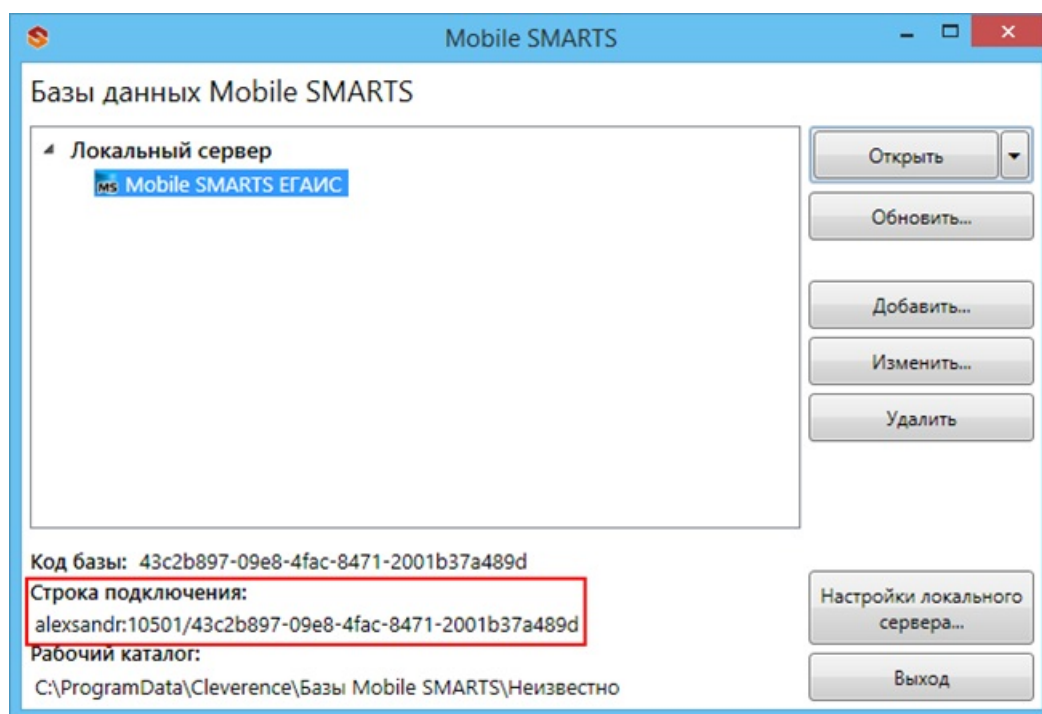 Mobile SMARTS
Базы данных Mobile SMARTS
Локальный сервер
MS Mobile SMARTS ЕГАИС
Открыть
Обновить...
Добавить...
Изменить...
Удалить
Код базы: 43c2b897-09e8-4fac-8471-2001b37a489d
Строка подключения:
alexsandr:10501/43c2b897-09e8-4fac-8471-2001b37a489d
Рабочий каталог:
C:\ProgramData\Cleverence\Базы Mobile SMARTS\Неизвестно
Настройки локального
сервера...
Выход